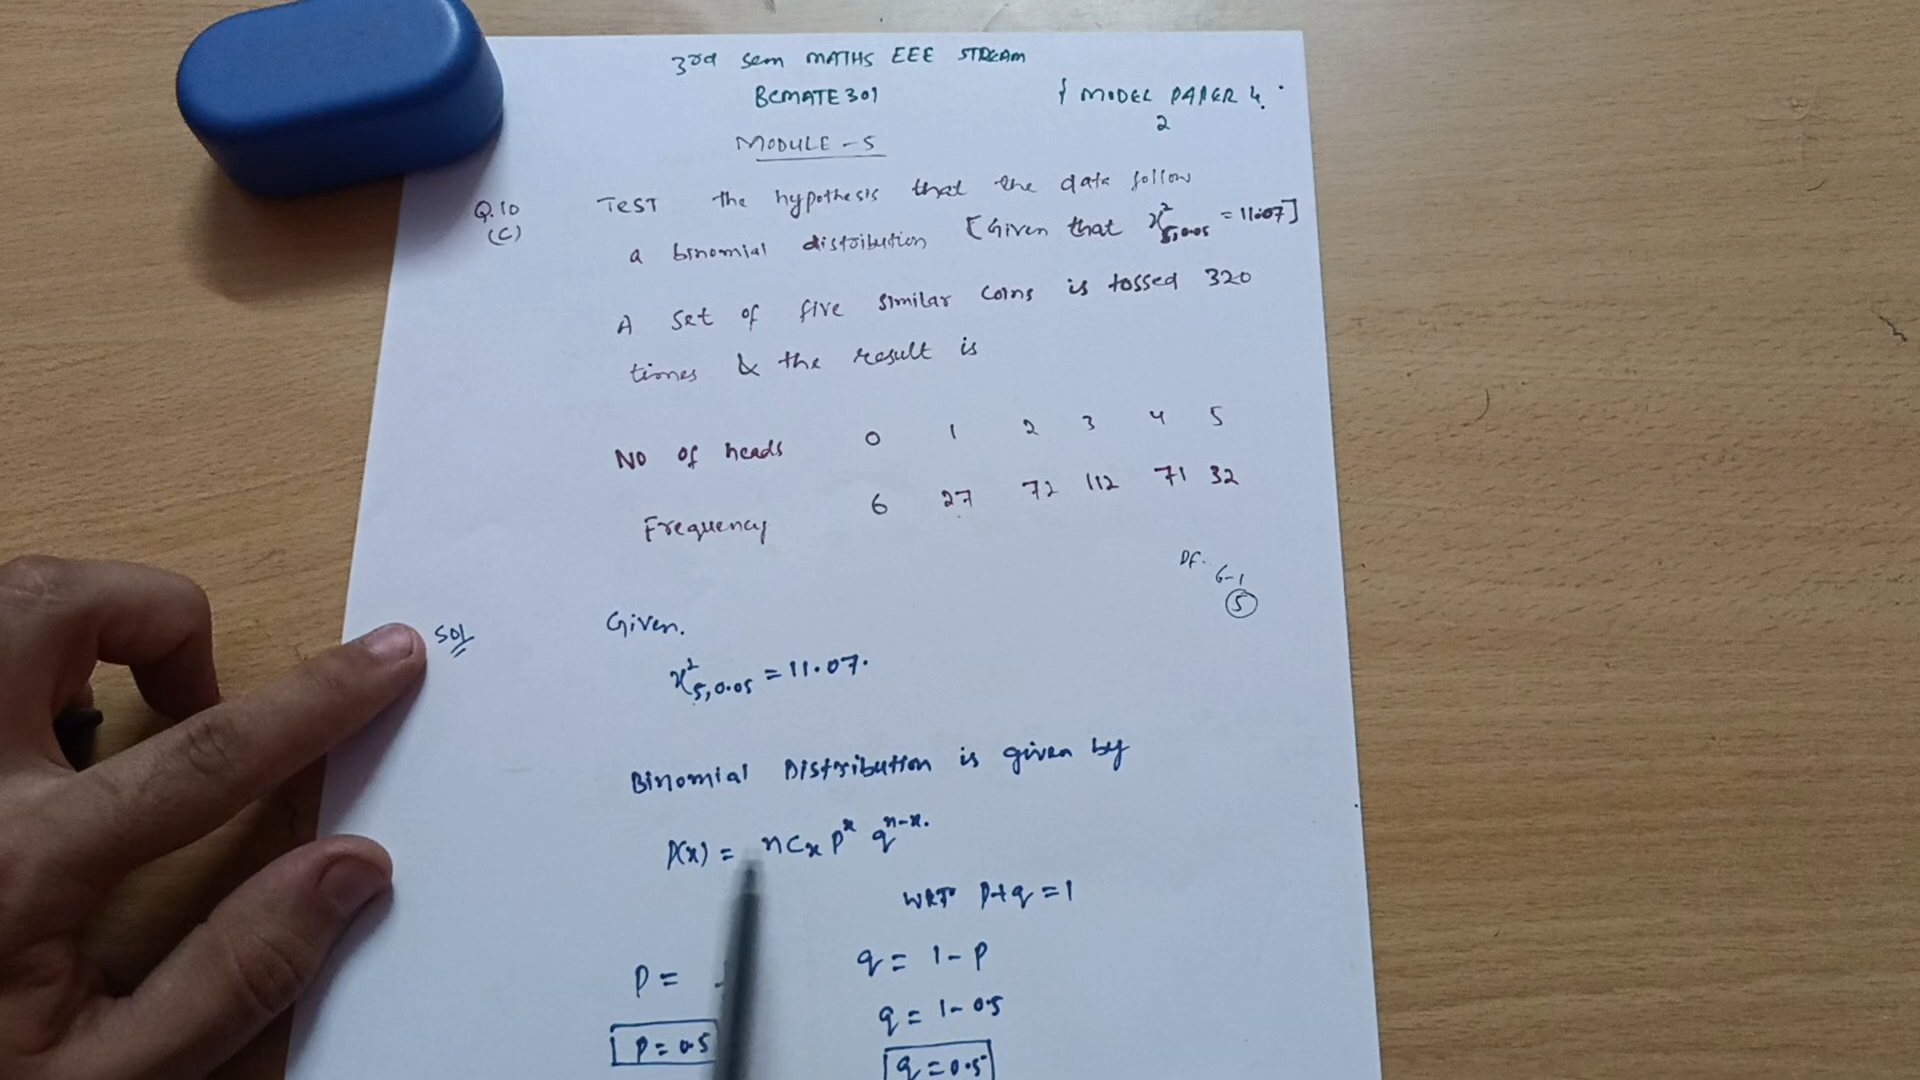 3rd Sem MATHS EEE STREAM
BCMATE301
{ MODEL PAPER 4.
2
MODULE - 5
Q.10
(C)
TEST the hypothesis that the data follow
a binomial distribution [Given that χ²5,0.05 = 11.07]
A set of five similar coins is tossed 320
times & the result is
No of heads 0 1 2 3 4 5
Frequency 6 27 72 112 71 32
DF.
6-1
5
Sol
Given.
χ²5,0.05 = 11.07.
Binomial Distribution is given by
P(x) = nCx p^x q^n-x.
WKT P+q = 1
P =
q = 1 - P
q = 1 - 0.5
P = 0.5
q = 0.5